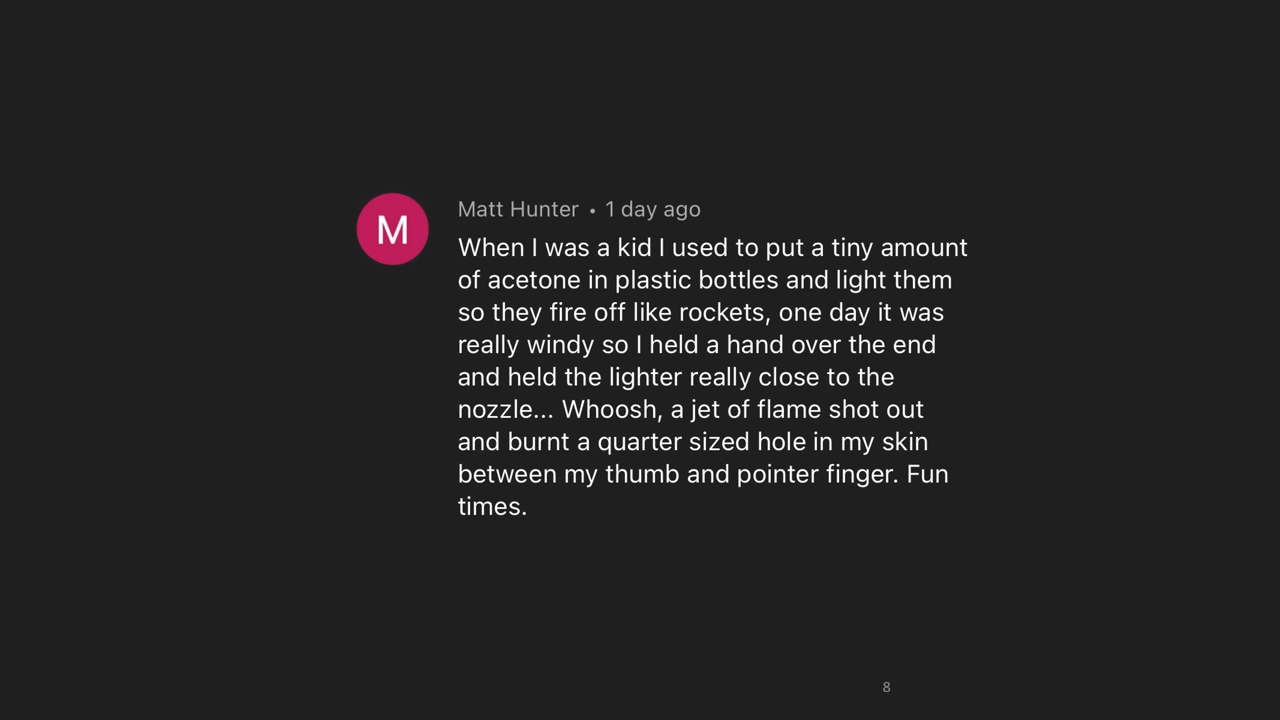 M
Matt Hunter • 1 day ago
When I was a kid I used to put a tiny amount
of acetone in plastic bottles and light them
so they fire off like rockets, one day it was
really windy so I held a hand over the end
and held the lighter really close to the
nozzle... Whoosh, a jet of flame shot out
and burnt a quarter sized hole in my skin
between my thumb and pointer finger. Fun
times.
8